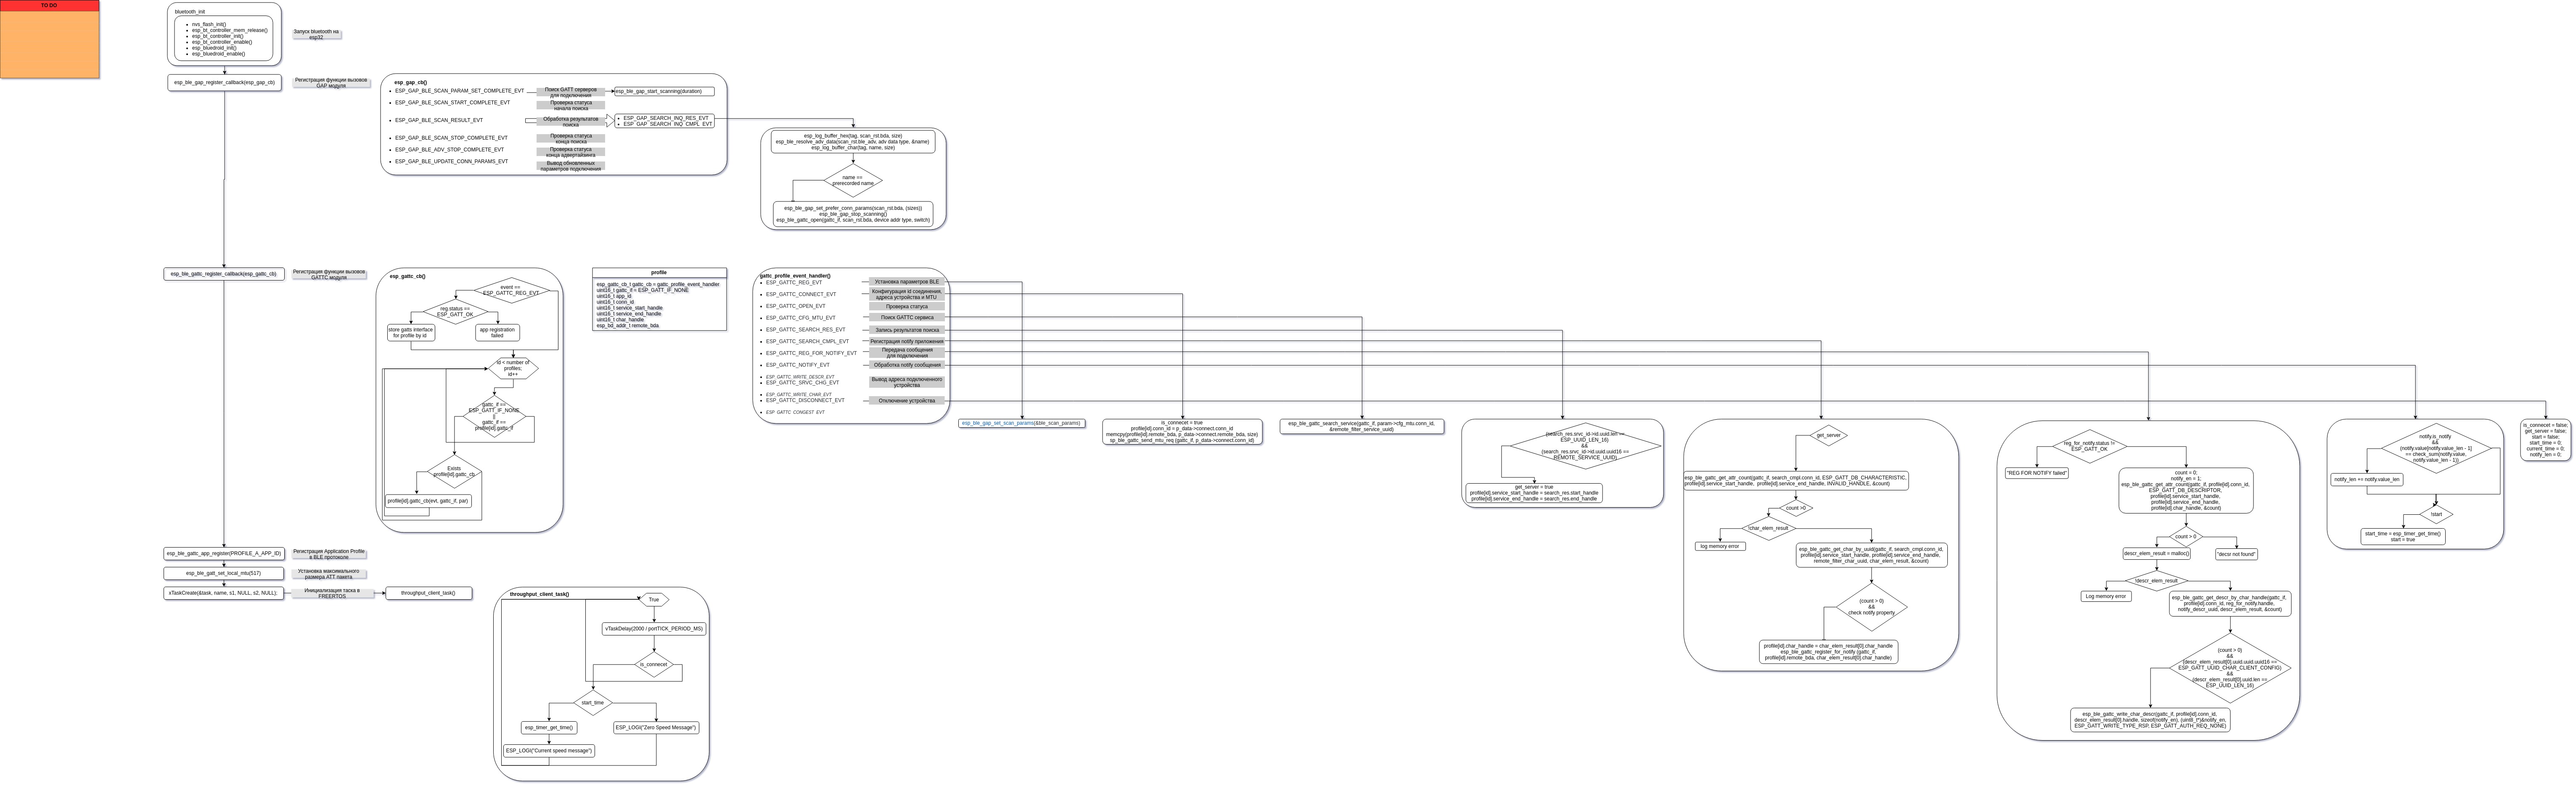 TO DO
bluetooth_init
nvs_flash_init()
esp_bt_controller_mem_release()
esp_bt_controller_init()
esp_bt_controller_enable()
esp_bluedroid_init()
esp_bluedroid_enable()
Запуск bluetooth на
esp32
esp_ble_gap_register_callback(esp_gap_cb)
Регистрация функции вызовов
GAP модуля
esp_gap_cb()
ESP_GAP_BLE_SCAN_PARAM_SET_COMPLETE_EVT
Поиск GATT серверов
для подключения
esp_ble_gap_start_scanning(duration)
ESP_GAP_BLE_SCAN_START_COMPLETE_EVT
Проверка статуса
начала поиска
ESP_GAP_BLE_SCAN_RESULT_EVT
Обработка результатов
поиска
ESP_GAP_SEARCH_INQ_RES_EVT
ESP_GAP_SEARCH_INQ_CMPL_EVT
ESP_GAP_BLE_SCAN_STOP_COMPLETE_EVT
Проверка статуса
конца поиска
ESP_GAP_BLE_ADV_STOP_COMPLETE_EVT
Проверка статуса
конца адвертайзинга
ESP_GAP_BLE_UPDATE_CONN_PARAMS_EVT
Вывод обновленных
параметров подключения
esp_log_buffer_hex(tag, scan_rst.bda, size)
esp_ble_resolve_adv_data(scan_rst.ble_adv, adv data type, &name)
esp_log_buffer_char(tag, name, size)
name ==
prerecorded name
esp_ble_gap_set_prefer_conn_params(scan_rst.bda, (sizes))
esp_ble_gap_stop_scanning()
esp_ble_gattc_open(gattc_if, scan_rst.bda, device addr type, switch)
esp_ble_gattc_register_callback(esp_gattc_cb)
Регистрация функции вызовов
GATTC модуля
esp_gattc_cb()
event ==
ESP_GATTC_REG_EVT
reg.status ==
ESP_GATT_OK
store gatts interface
for profile by id
app registration
failed
id < number of
profiles;
id++
gattc_if ==
ESP_GATT_IF_NONE
||
gattc_if ==
profile[id].gattc_if
Exists
profile[id].gattc_cb
profile[id].gattc_cb(evt, gattc_if, par)
profile
esp_gattc_cb_t gattc_cb = gattc_profile_event_handler
uint16_t gattc_if = ESP_GATT_IF_NONE
uint16_t app_id
uint16_t conn_id
uint16_t service_start_handle
uint16_t service_end_handle
uint16_t char_handle
esp_bd_addr_t remote_bda
gattc_profile_event_handler()
ESP_GATTC_REG_EVT
Установка параметров BLE
ESP_GATTC_CONNECT_EVT
Конфигурация id соединения,
адреса устройства и MTU
ESP_GATTC_OPEN_EVT
Проверка статуса
ESP_GATTC_CFG_MTU_EVT
Поиск GATTC сервиса
ESP_GATTC_SEARCH_RES_EVT
Запись результатов поиска
ESP_GATTC_SEARCH_CMPL_EVT
Регистрация notify приложения
ESP_GATTC_REG_FOR_NOTIFY_EVT
Передача сообщения
для подключения
ESP_GATTC_NOTIFY_EVT
Обработка notify сообщения
ESP_GATTC_WRITE_DESCR_EVT
ESP_GATTC_SRVC_CHG_EVT
Вывод адреса подключенного
устройства
ESP_GATTC_WRITE_CHAR_EVT
ESP_GATTC_DISCONNECT_EVT
Отключение устройства
ESP_GATTC_CONGEST_EVT
esp_ble_gap_set_scan_params(&ble_scan_params)
is_connecet = true
profile[id].conn_id = p_data->connect.conn_id
memcpy(profile[id].remote_bda, p_data->connect.remote_bda, size)
sp_ble_gattc_send_mtu_req (gattc_if, p_data->connect.conn_id)
esp_ble_gattc_search_service(gattc_if, param->cfg_mtu.conn_id,
&remote_filter_service_uuid)
(search_res.srvc_id->id.uuid.len ==
ESP_UUID_LEN_16)
&&
(search_res.srvc_id->id.uuid.uuid16 ==
REMOTE_SERVICE_UUID)
get_server = true
profile[id].service_start_handle = search_res.start_handle
profile[id].service_end_handle = search_res.end_handle
get_server
esp_ble_gattc_get_attr_count(gattc_if, search_cmpl.conn_id, ESP_GATT_DB_CHARACTERISTIC,
profile[id].service_start_handle, profile[id].service_end_handle, INVALID_HANDLE, &count)
count >0
!char_elem_result
log memory error
esp_ble_gattc_get_char_by_uuid(gattc_if, search_cmpl.conn_id,
profile[id].service_start_handle, profile[id].service_end_handle,
remote_filter_char_uuid, char_elem_result, &count)
(count > 0)
&&
check notify property
profile[id].char_handle = char_elem_result[0].char_handle
esp_ble_gattc_register_for_notify (gattc_if,
profile[id].remote_bda, char_elem_result[0].char_handle)
reg_for_notify.status !=
ESP_GATT_OK
"REG FOR NOTIFY failed"
count = 0;
notify_en = 1;
esp_ble_gattc_get_attr_count(gattc_if, profile[id].conn_id,
ESP_GATT_DB_DESCRIPTOR,
profile[id].service_start_handle,
profile[id].service_end_handle,
profile[id].char_handle, &count)
count > 0
descr_elem_result = malloc()
"decsr not found"
!descr_elem_result
Log memory error
esp_ble_gattc_get_descr_by_char_handle(gattc_if,
profile[id].conn_id, reg_for_notify.handle,
notify_descr_uuid, descr_elem_result, &count)
(count > 0)
&&
(descr_elem_result[0].uuid.uuid.uuid16 ==
ESP_GATT_UUID_CHAR_CLIENT_CONFIG)
&&
(descr_elem_result[0].uuid.len ==
ESP_UUID_LEN_16)
esp_ble_gattc_write_char_descr(gattc_if, profile[id].conn_id,
descr_elem_result[0].handle, sizeof(notify_en), (uint8_t*)&notify_en,
ESP_GATT_WRITE_TYPE_RSP, ESP_GATT_AUTH_REQ_NONE)
notify.is_notify
&&
(notify.value[notify.value_len - 1]
== check_sum(notify.value,
notify.value_len - 1))
notify_len += notify.value_len
!start
start_time = esp_timer_get_time()
start = true
is_connecet = false;
get_server = false;
start = false;
start_time = 0;
current_time = 0;
notify_len = 0;
esp_ble_gattc_app_register(PROFILE_A_APP_ID)
Регистрация Application Profile
в BLE протоколе
esp_ble_gatt_set_local_mtu(517)
Установка максимального
размера ATT пакета
xTaskCreate(&task, name, s1, NULL, s2, NULL);
Инициализация таска в
FREERTOS
throughput_client_task()
throughput_client_task()
True
vTaskDelay(2000 / portTICK_PERIOD_MS)
is_connecet
start_time
esp_timer_get_time()
ESP_LOGI("Zero Speed Message")
ESP_LOGI("Current speed message")